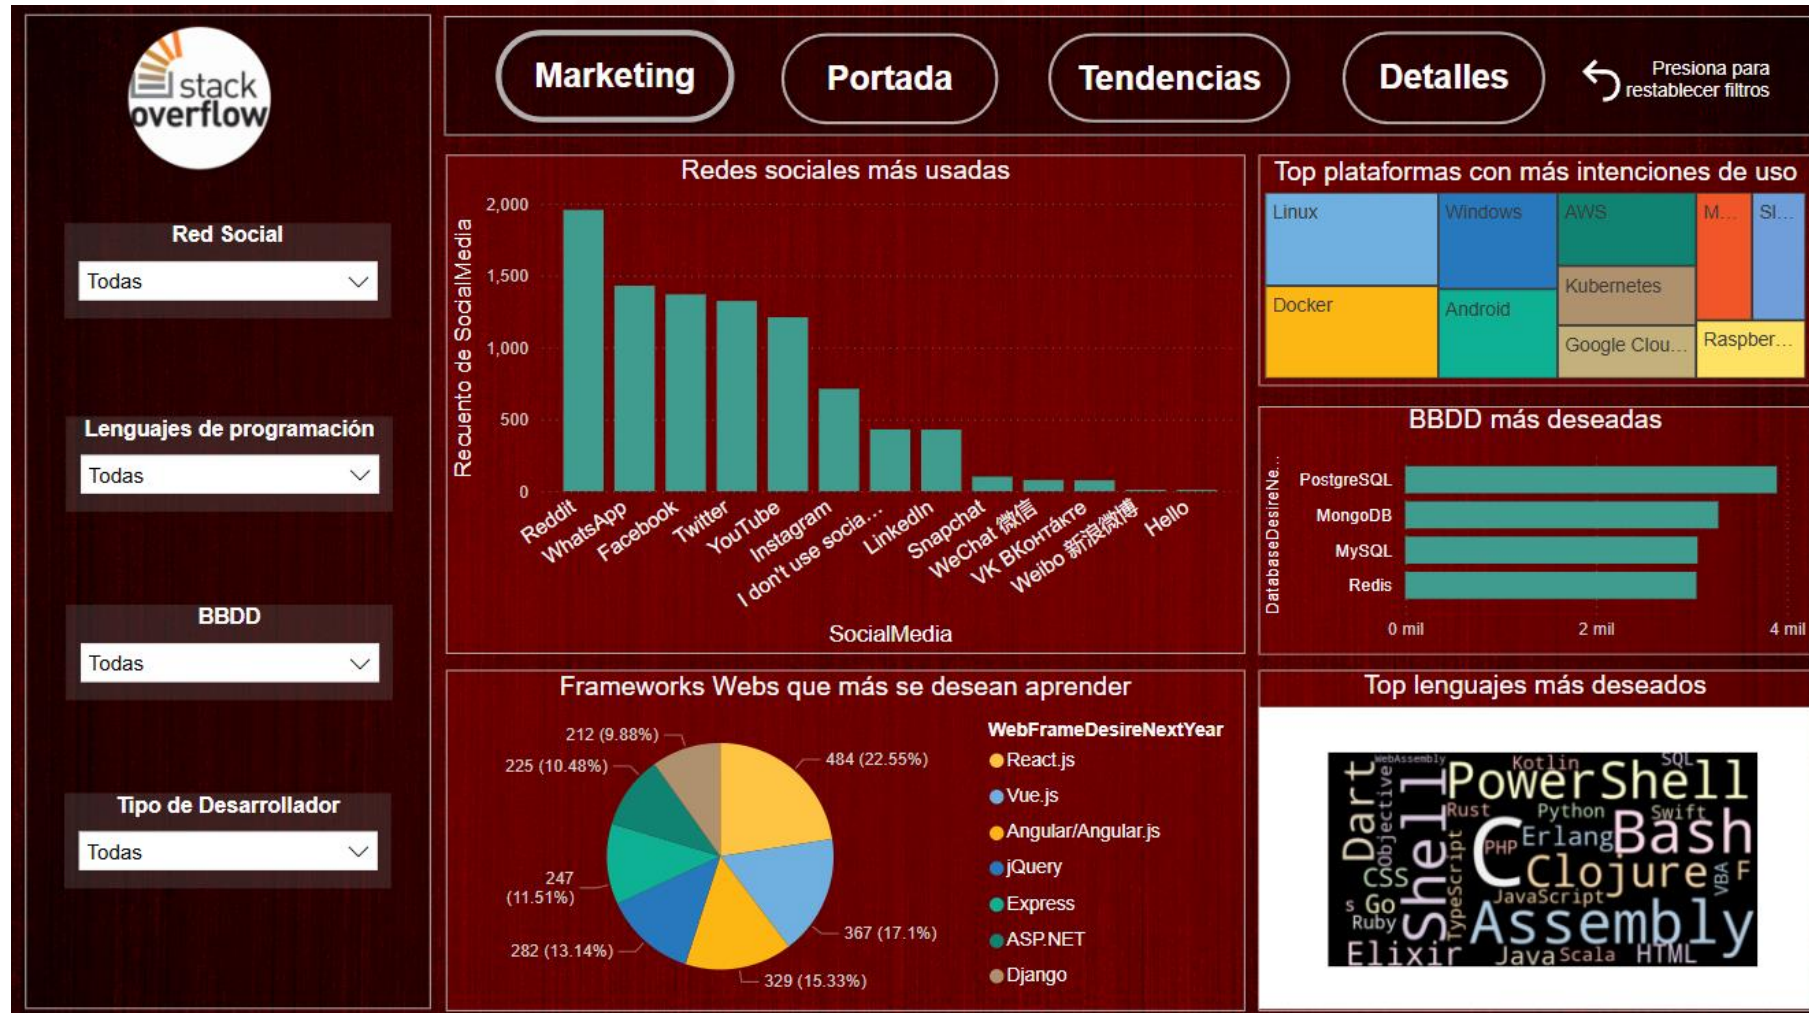 stack
overflow
Marketing
Portada
Tendencias
Detalles
Presiona para
restablecer filtros
Red Social
Todas
Lenguajes de programación
Todas
BBDD
Todas
Tipo de Desarrollador
Todas
Redes sociales más usadas
Recuento de SocialMedia
2,000
1,500
1,000
500
0
Reddit
WhatsApp
Facebook
Twitter
YouTube
Instagram
I don't use socia...
LinkedIn
Snapchat
WeChat 微信
VK ВКонта́кте
Weibo 新浪微博
Hello
SocialMedia
Top plataformas con más intenciones de uso
Linux
Windows
AWS
M...
Sl...
Docker
Android
Kubernetes
Google Clou...
Raspber...
BBDD más deseadas
DatabaseDesireNe...
PostgreSQL
MongoDB
MySQL
Redis
0 mil
2 mil
4 mil
Frameworks Webs que más se desean aprender
212 (9.88%)
225 (10.48%)
247
(11.51%)
282 (13.14%)
329 (15.33%)
367 (17.1%)
484 (22.55%)
WebFrameDesireNextYear
React.js
Vue.js
Angular/Angular.js
jQuery
Express
ASP.NET
Django
Top lenguajes más deseados
WebAssembly
Kotlin
SQL
Dart
Objective
Shell
PowerShell
Rust
Python
Swift
C
PHP
Erlang
Bash
CSS
TypeScript
Clojure
VBA
F
s
Go
JavaScript
Ruby
Assembly
Elixir
Java
Scala
HTML